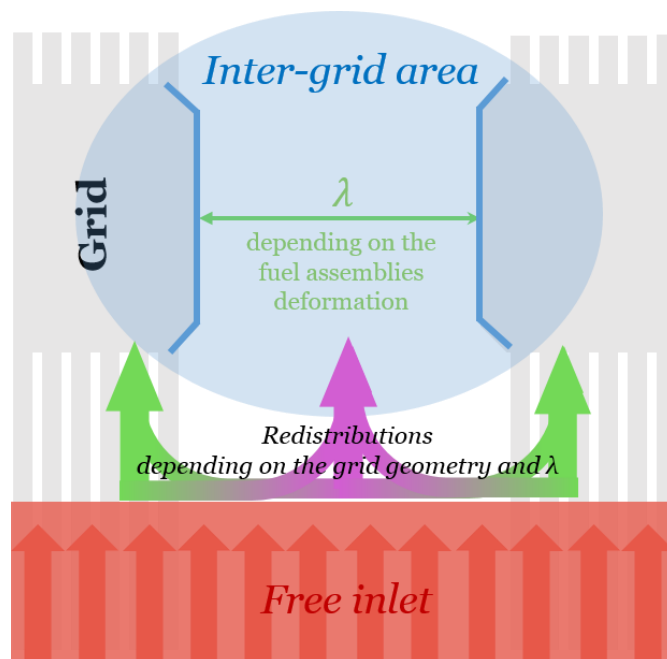 Inter-grid area
Grid
λ
depending on the
fuel assemblies
deformation
Redistributions
depending on the grid geometry and λ
Free inlet